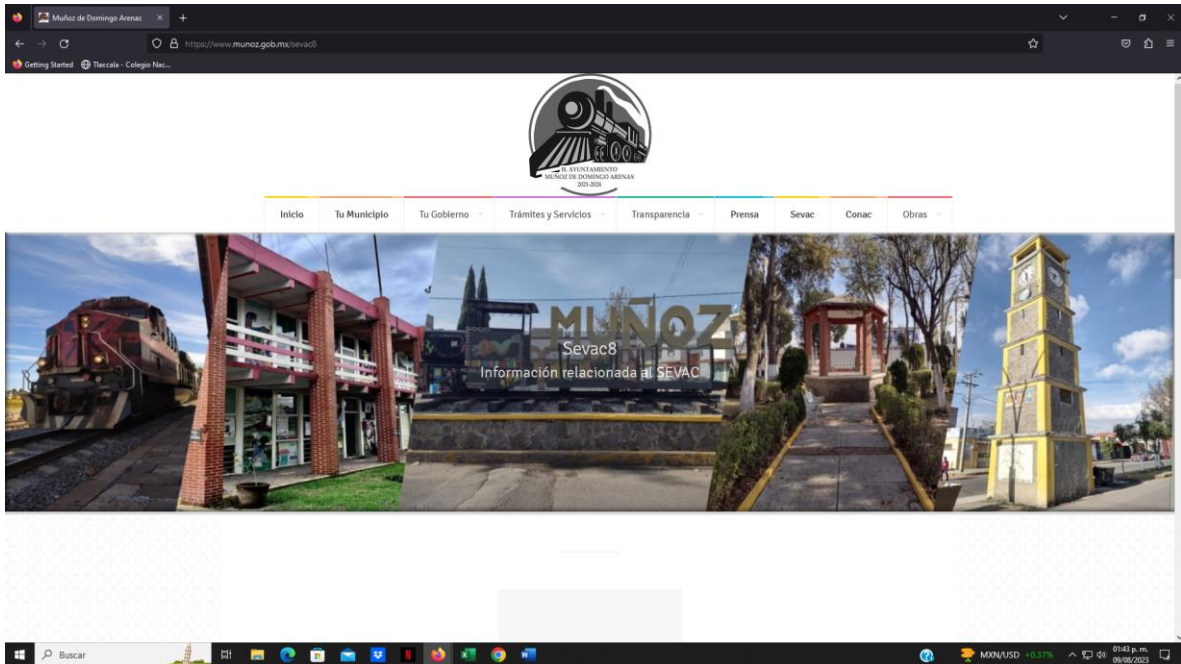 Muñoz de Domingo Arenas
https://www.munoz.gob.mx/sevac8
Getting Started Tlaxcala - Colegio Nac...
H. AYUNTAMIENTO
MUÑOZ DE DOMINGO ARENAS
2021-2024
Inicio Tu Municipio Tu Gobierno Trámites y Servicios Transparencia Prensa Sevac Conac Obras
MUÑOZ
Sevac8
Información relacionada al SEVAC
Buscar
MXN/USD +0.37%
01:43 p. m.
09/08/2023